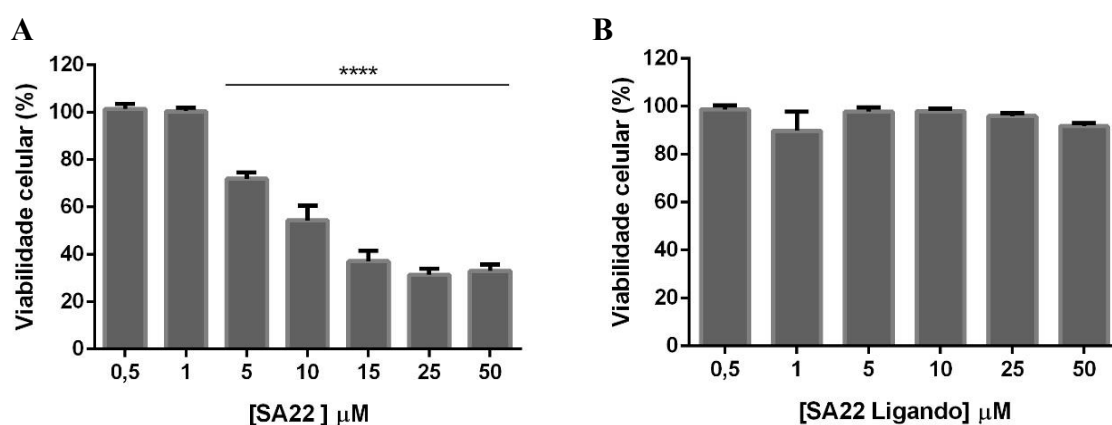 A
Viabilidade celular (%)
120
100
80
60
40
20
0
****
0,5 1 5 10 15 25 50
[SA22 ] μM
B
Viabilidade celular (%)
120
100
80
60
40
20
0
0,5 1 5 10 25 50
[SA22 Ligando] μM